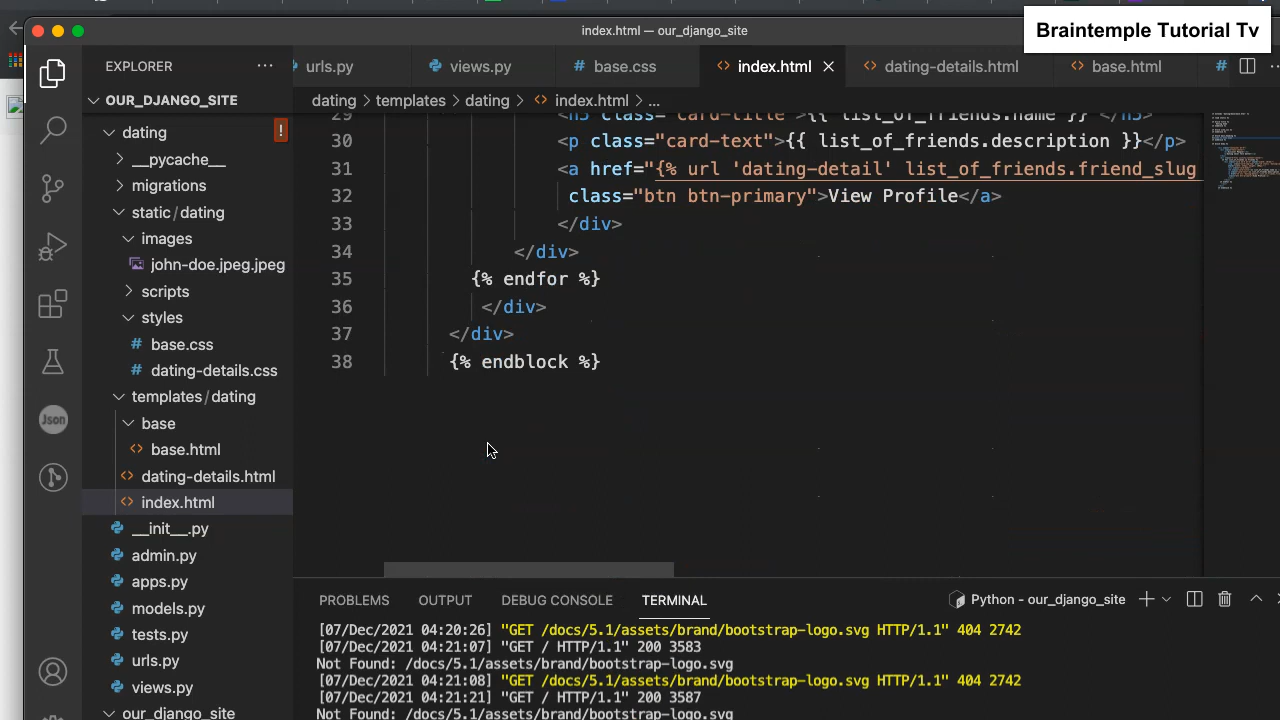 index.html — our_django_site
Braintemple Tutorial Tv
EXPLORER
urls.py
views.py
# base.css
index.html
dating-details.html
base.html
#
OUR_DJANGO_SITE
dating > templates > dating > index.html > ...
dating
!
__pycache__
migrations
static/dating
images
john-doe.jpeg.jpeg
scripts
styles
# base.css
# dating-details.css
templates/dating
base
base.html
dating-details.html
index.html
__init__.py
admin.py
apps.py
models.py
tests.py
urls.py
views.py
our_django_site
Json
29 <h5 class="card-title">{{ list_of_friends.name }} </h5>
30 <p class="card-text">{{ list_of_friends.description }}</p>
31 <a href="{% url 'dating-detail' list_of_friends.friend_slug
32 class="btn btn-primary">View Profile</a>
33 </div>
34 </div>
35 {% endfor %}
36 </div>
37 </div>
38 {% endblock %}
PROBLEMS OUTPUT DEBUG CONSOLE TERMINAL
Python - our_django_site
[07/Dec/2021 04:20:26] "GET /docs/5.1/assets/brand/bootstrap-logo.svg HTTP/1.1" 404 2742
[07/Dec/2021 04:21:07] "GET / HTTP/1.1" 200 3583
Not Found: /docs/5.1/assets/brand/bootstrap-logo.svg
[07/Dec/2021 04:21:08] "GET /docs/5.1/assets/brand/bootstrap-logo.svg HTTP/1.1" 404 2742
[07/Dec/2021 04:21:21] "GET / HTTP/1.1" 200 3587
Not Found: /docs/5.1/assets/brand/bootstrap-logo.svg